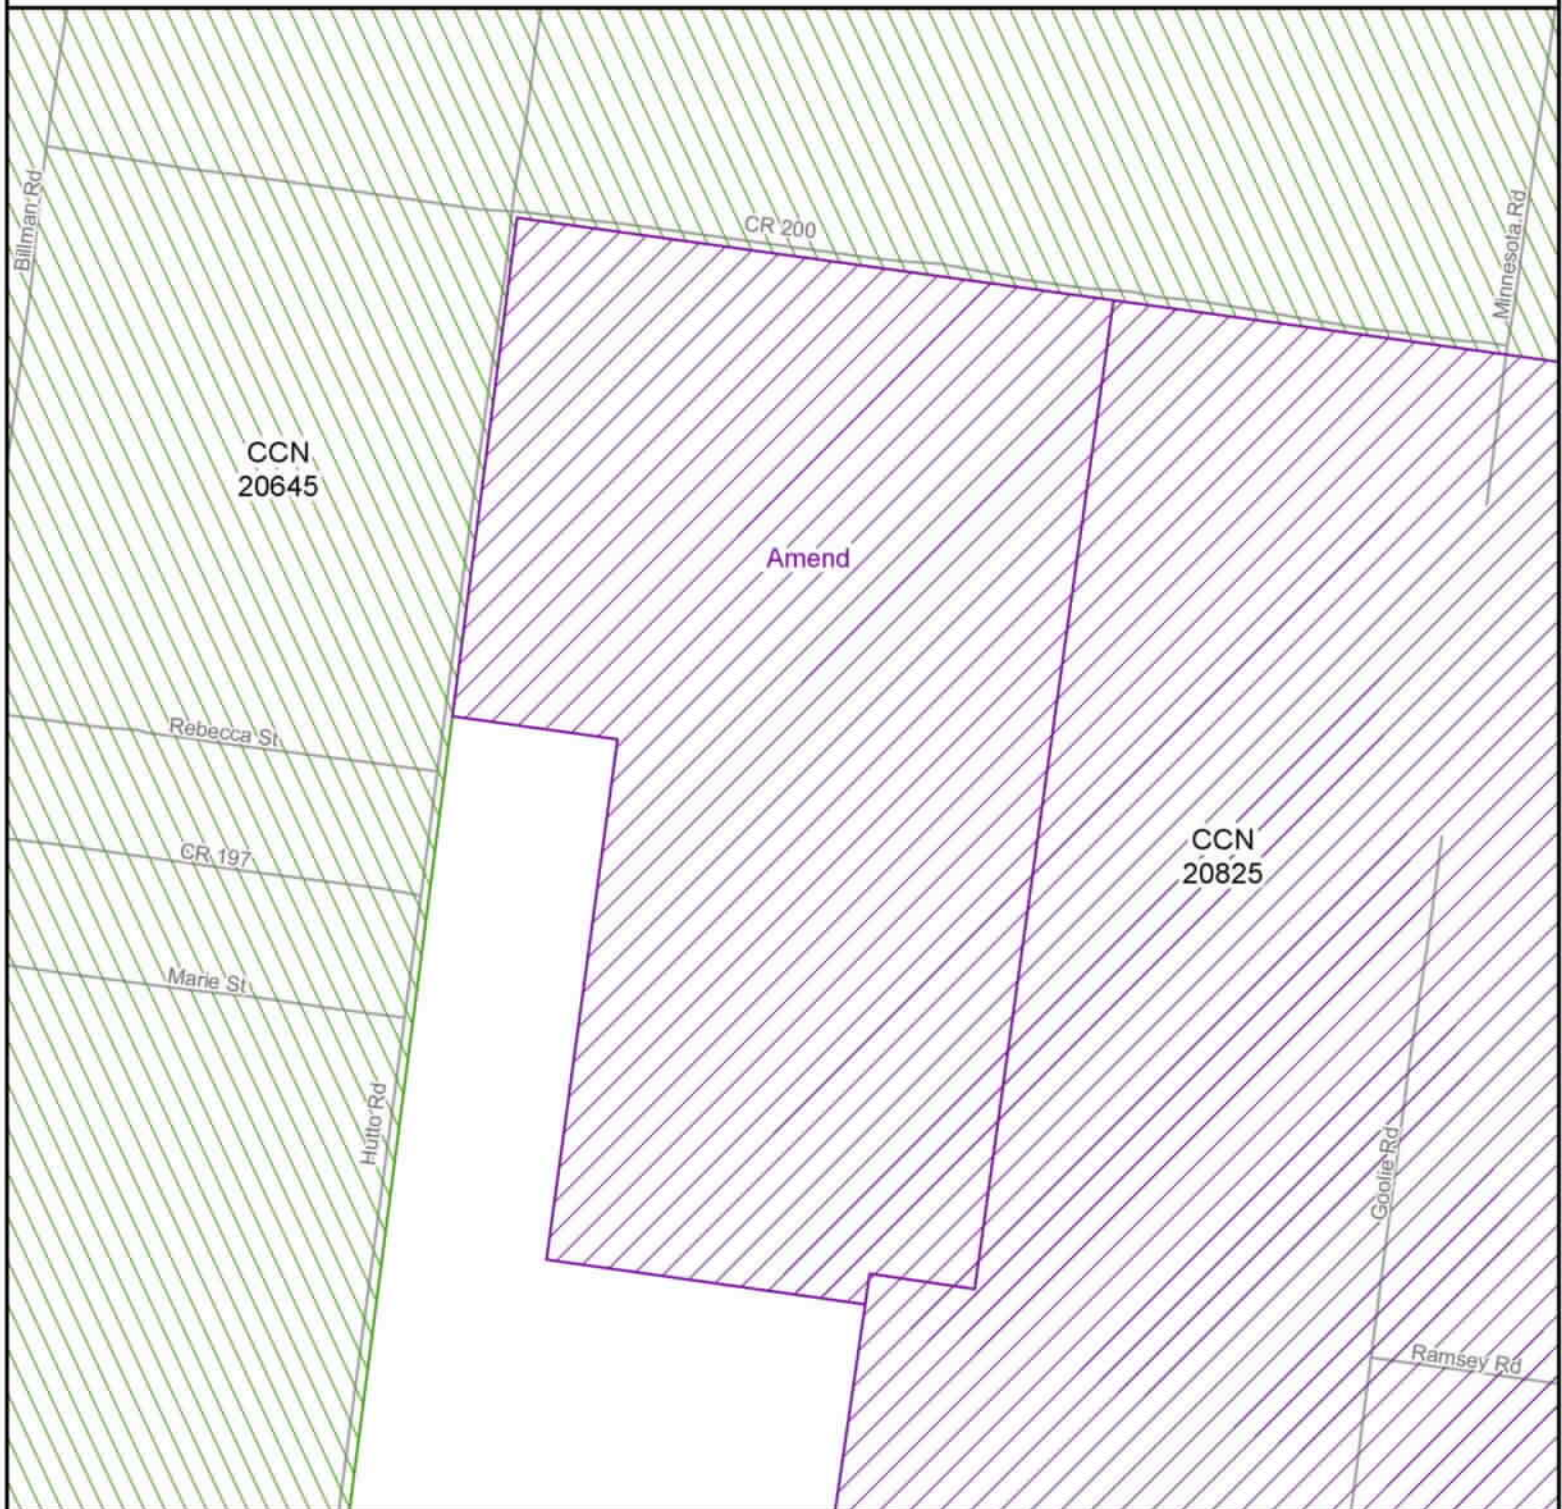 Billman Rd
CR 200
Minnesota Rd
CCN
20645
Amend
Rebecca St
CR 197
CCN
20825
Marie St
Hutto Rd
Goolie Rd
Ramsey Rd